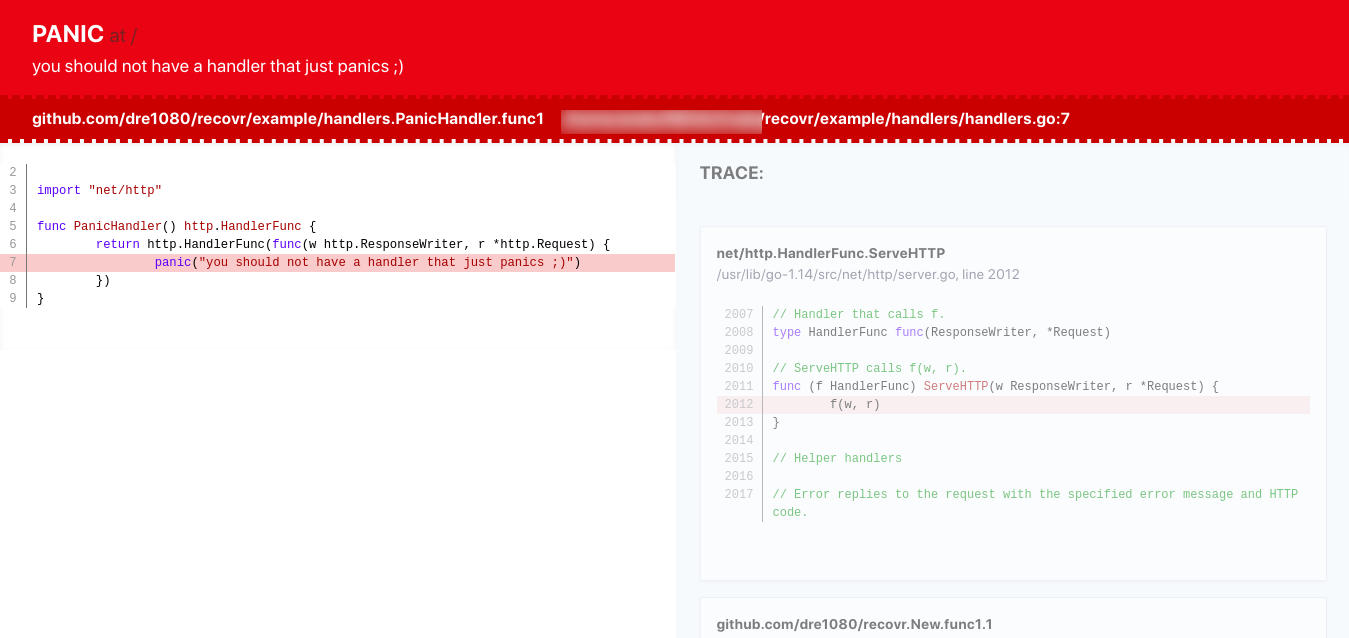 PANIC at /
you should not have a handler that just panics ;)
github.com/dre1080/recovr/example/handlers.PanicHandler.func1 /recovr/example/handlers/handlers.go:7
2
3 import "net/http"
4
5 func PanicHandler() http.HandlerFunc {
6 return http.HandlerFunc(func(w http.ResponseWriter, r *http.Request) {
7 panic("you should not have a handler that just panics ;)")
8 })
9 }
TRACE:
net/http.HandlerFunc.ServeHTTP
/usr/lib/go-1.14/src/net/http/server.go, line 2012
2007 // Handler that calls f.
2008 type HandlerFunc func(ResponseWriter, *Request)
2009
2010 // ServeHTTP calls f(w, r).
2011 func (f HandlerFunc) ServeHTTP(w ResponseWriter, r *Request) {
2012 f(w, r)
2013 }
2014
2015 // Helper handlers
2016
2017 // Error replies to the request with the specified error message and HTTP
code.
github.com/dre1080/recovr.New.func1.1